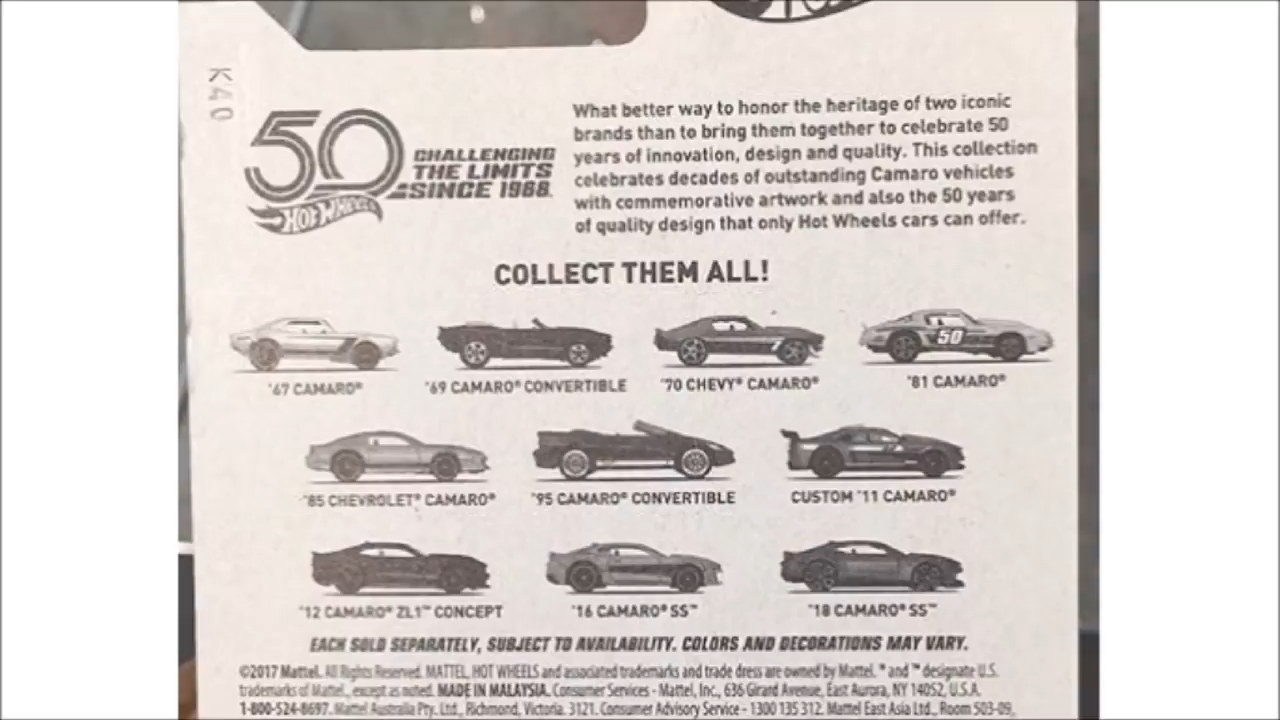 K40
50
CHALLENGING
THE LIMITS
SINCE 1968
HOT WHEELS
What better way to honor the heritage of two iconic
brands than to bring them together to celebrate 50
years of innovation, design and quality. This collection
celebrates decades of outstanding Camaro vehicles
with commemorative artwork and also the 50 years
of quality design that only Hot Wheels cars can offer.
COLLECT THEM ALL!
50
'67 CAMARO® '69 CAMARO® CONVERTIBLE '70 CHEVY® CAMARO® '81 CAMARO®
'85 CHEVROLET® CAMARO® '95 CAMARO® CONVERTIBLE CUSTOM '11 CAMARO®
'12 CAMARO® ZL1™ CONCEPT '16 CAMARO® SS™ '18 CAMARO® SS™
EACH SOLD SEPARATELY, SUBJECT TO AVAILABILITY. COLORS AND DECORATIONS MAY VARY.
©2017 Mattel. All Rights Reserved. MATTEL, HOT WHEELS and associated trademarks and trade dress are owned by Mattel. ® and ™ designate U.S.
trademarks of Mattel, except as noted. MADE IN MALAYSIA. Consumer Services - Mattel, Inc., 636 Girard Avenue, East Aurora, NY 14052, U.S.A.
1-800-524-8697. Mattel Australia Pty. Ltd., Richmond, Victoria. 3121. Consumer Advisory Service - 1300 135 312. Mattel East Asia Ltd., Room 503-09,